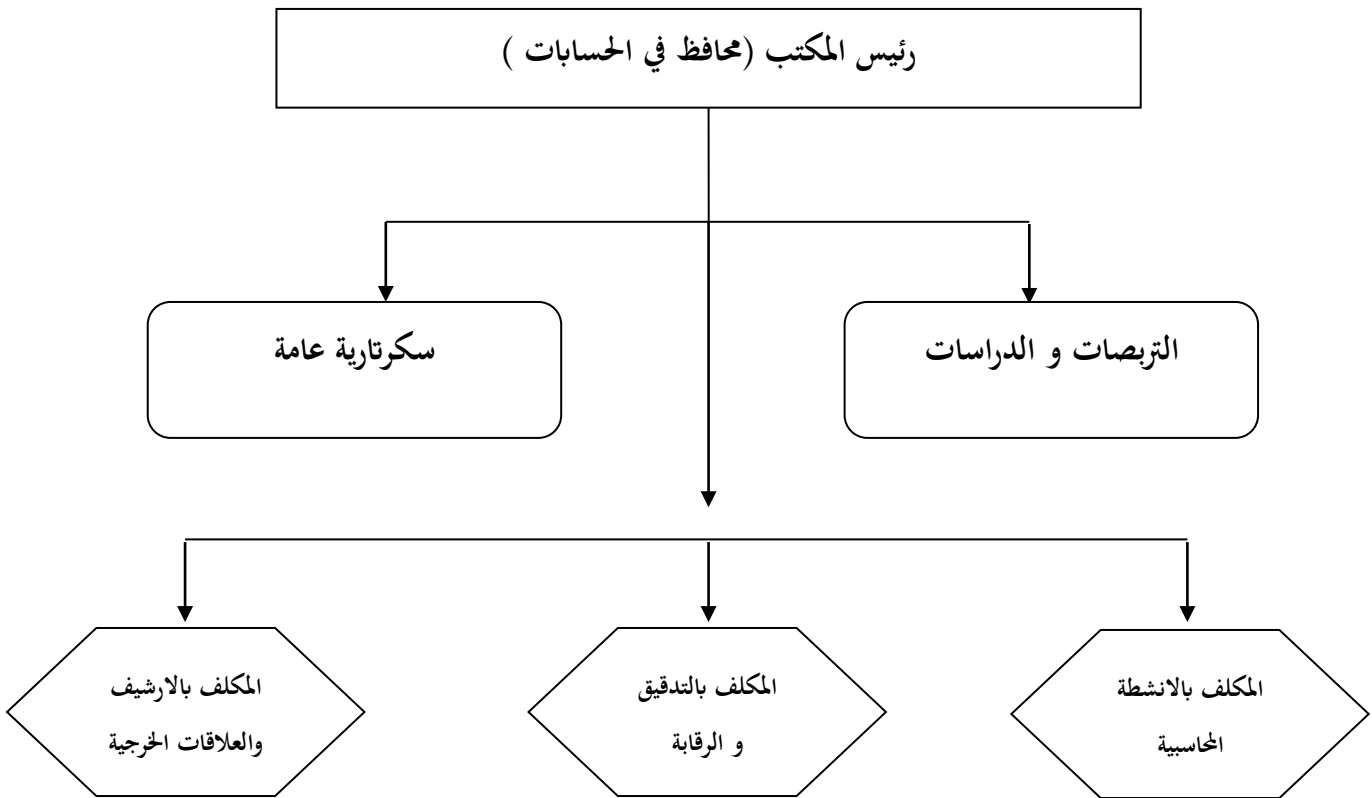 رئيس المكتب (محافظ في الحسابات )
التربصات و الدراسات
سكرتارية عامة
المكلف بالانشطة
المحاسبية
المكلف بالتدقيق
و الرقابة
المكلف بالارشيف
والعلاقات الخرجية